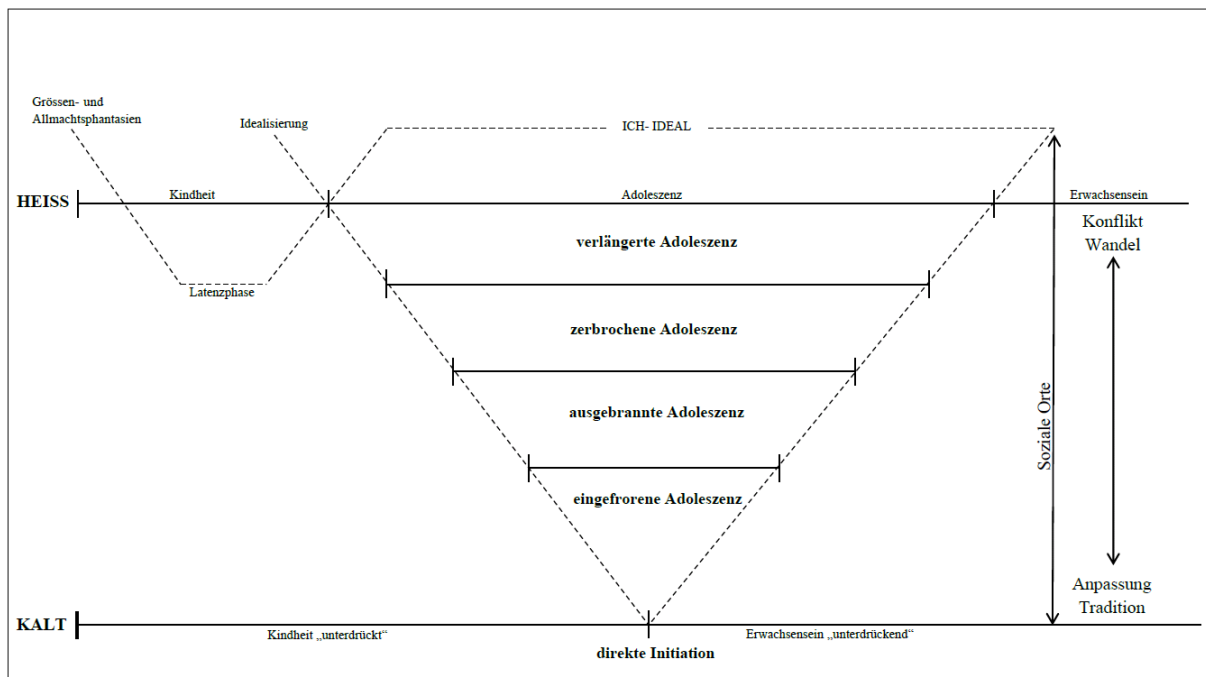 Grössen- und
Allmachtsphantasien
Idealisierung
ICH- IDEAL
HEISS
Kindheit
Adoleszenz
Erwachsensein
Konflikt
Wandel
verlängerte Adoleszenz
Latenzphase
zerbrochene Adoleszenz
ausgebrannte Adoleszenz
Soziale Orte
eingefrorene Adoleszenz
Anpassung
Tradition
KALT
Kindheit „unterdrückt“
Erwachsensein „unterdrückend“
direkte Initiation